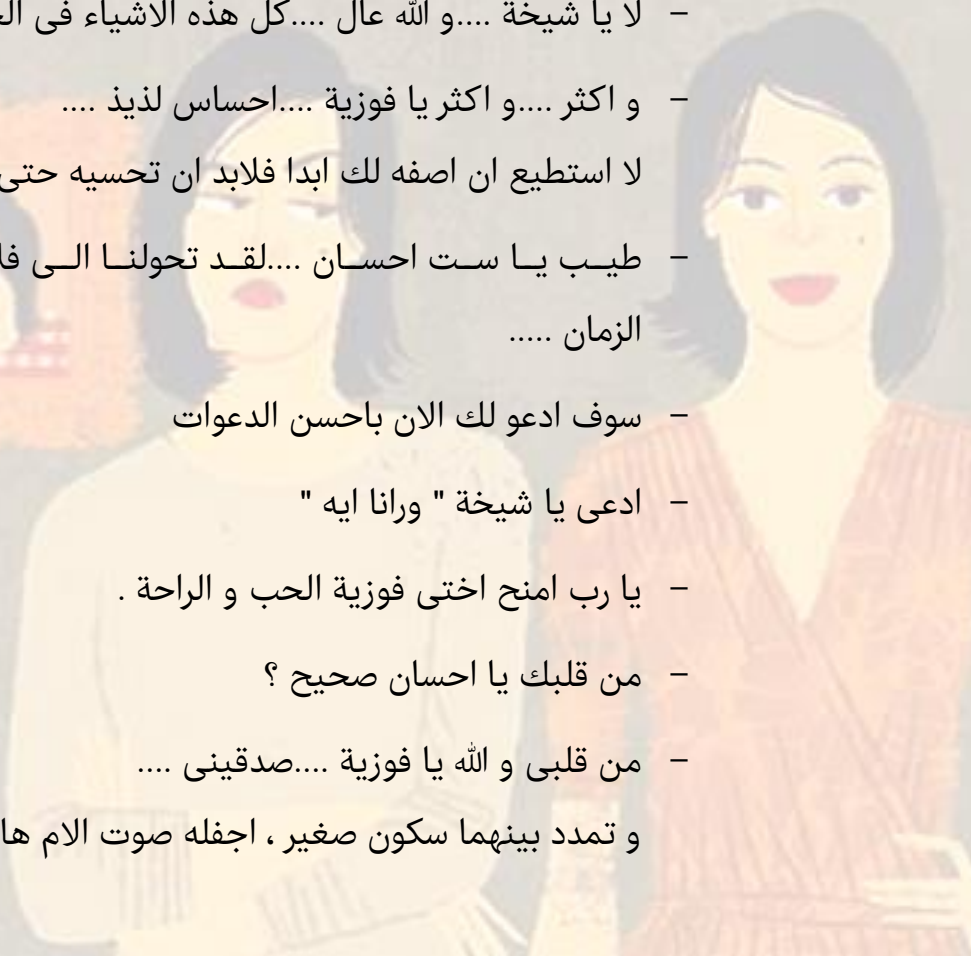 – لا يا شيخة ....و الله عال ....كل هذه الاشياء فى
– و اكثر ....و اكثر يا فوزية ....احساس لذيذ ....
لا استطيع ان اصفه لك ابدا فلابد ان تحسيه حتى
– طيب يا ست احسان ....لقد تحولنا الى
الزمان .....
– سوف ادعو لك الان باحسن الدعوات
– ادعى يا شيخة " ورانا ايه "
– يا رب امنح اختى فوزية الحب و الراحة .
– من قلبك يا احسان صحيح ؟
– من قلبى و الله يا فوزية ....صدقينى ....
و تمدد بينهما سكون صغير ، اجفله صوت الام